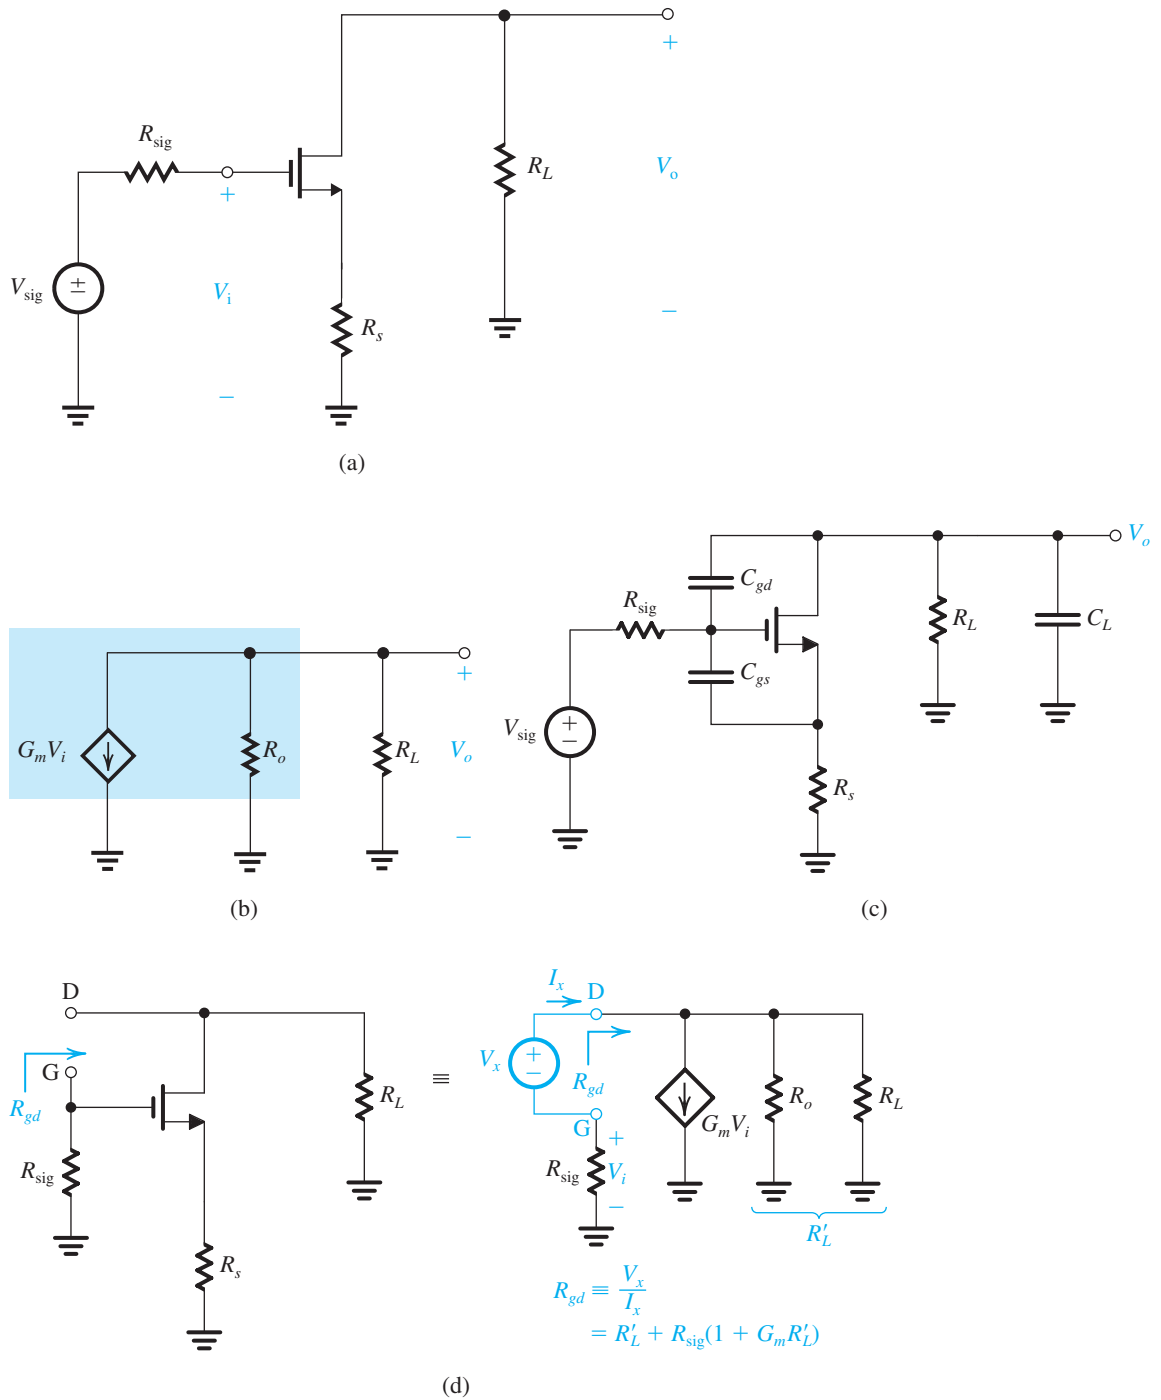 R_sig
+
V_i
−
V_sig
±
R_s
R_L
+
V_o
−
(a)
G_mV_i
R_o
R_L
+
V_o
−
(b)
V_o
C_gd
R_sig
C_gs
R_L
C_L
V_sig
+
−
R_s
(c)
D
G
R_gd
R_sig
R_s
R_L
≡
I_x
D
V_x
+
−
R_gd
G
+
R_sig
V_i
−
G_mV_i
R_o
R_L
R′_L
R_gd ≡ V_x / I_x
= R′_L + R_sig(1 + G_mR′_L)
(d)